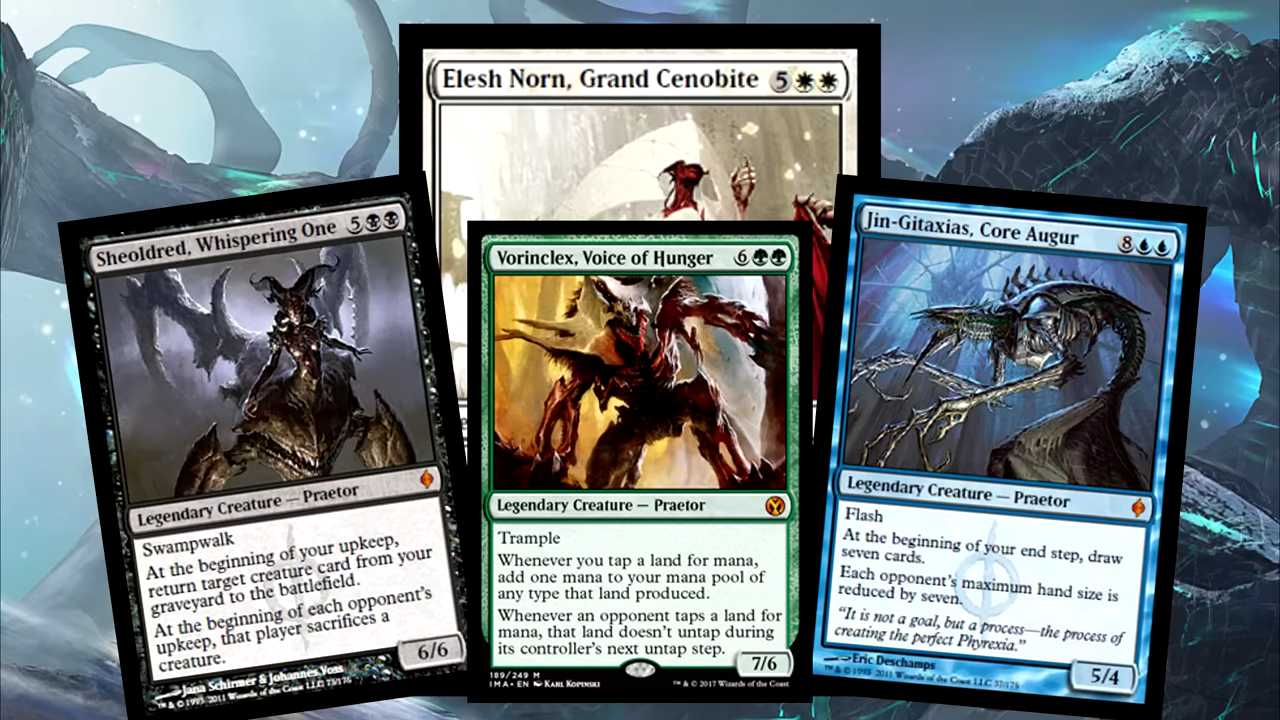 Elesh Norn, Grand Cenobite 5
Sheoldred, Whispering One 5
Legendary Creature — Praetor
Swampwalk
At the beginning of your upkeep,
return target creature card from your
graveyard to the battlefield.
At the beginning of each opponent's
upkeep, that player sacrifices a
creature.
6/6
Jana Schirmer & Johannes Voss
™ & © 1993–2011 Wizards of the Coast LLC 73/175
Vorinclex, Voice of Hunger 6
Legendary Creature — Praetor
Trample
Whenever you tap a land for mana,
add one mana to your mana pool of
any type that land produced.
Whenever an opponent taps a land for
mana, that land doesn't untap during
its controller's next untap step.
7/6
189/249 M
IMA • EN Karl Kopinski
™ & © 2017 Wizards of the Coast
Jin-Gitaxias, Core Augur 8
Legendary Creature — Praetor
Flash
At the beginning of your end step, draw
seven cards.
Each opponent's maximum hand size is
reduced by seven.
"It is not a goal, but a process—the process of
creating the perfect Phyrexia."
Eric Deschamps
™ & © 1993–2011 Wizards of the Coast LLC 37/175
5/4